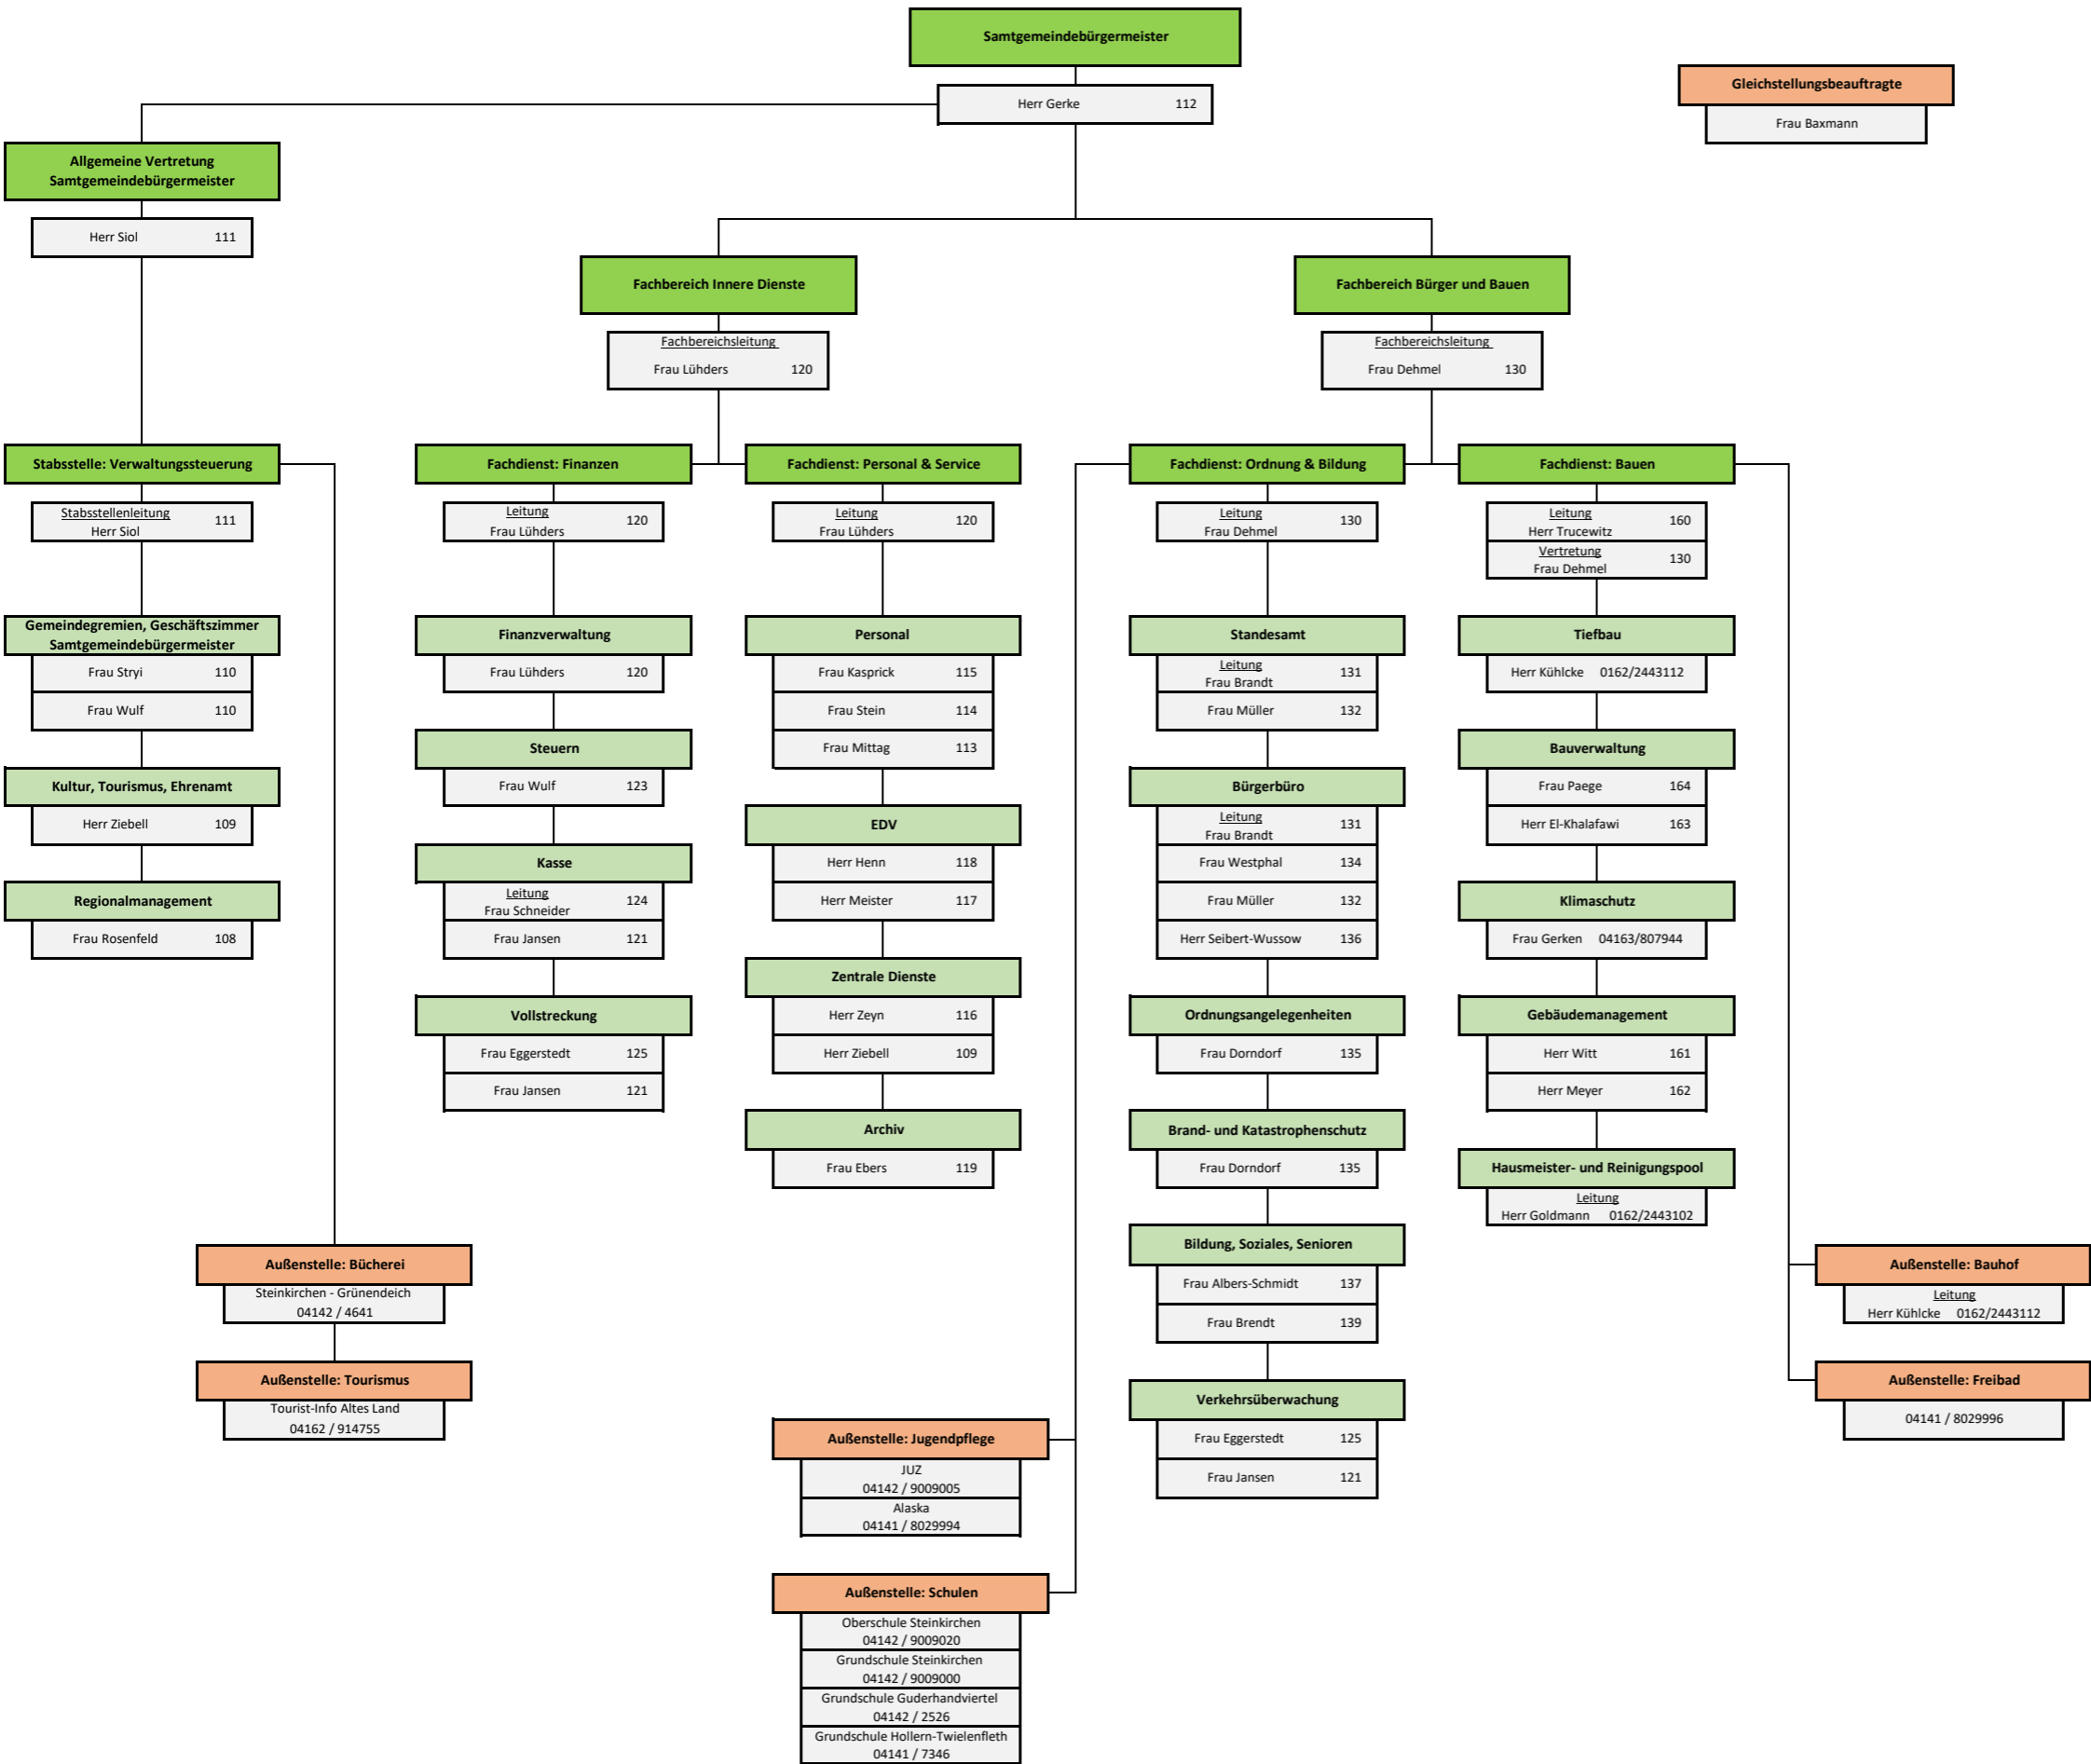 Samtgemeindebürgermeister
Herr Gerke 112
Gleichstellungsbeauftragte
Frau Baxmann
Allgemeine Vertretung
Samtgemeindebürgermeister
Herr Siol 111
Fachbereich Innere Dienste
Fachbereichsleitung
Frau Lühders 120
Fachbereich Bürger und Bauen
Fachbereichsleitung
Frau Dehmel 130
Stabsstelle: Verwaltungssteuerung
Stabsstellenleitung
Herr Siol
111
Gemeindegremien, Geschäftszimmer
Samtgemeindebürgermeister
Frau Stryi 110
Frau Wulf 110
Kultur, Tourismus, Ehrenamt
Herr Ziebell 109
Regionalmanagement
Frau Rosenfeld 108
Außenstelle: Bücherei
Steinkirchen - Grünendeich
04142 / 4641
Außenstelle: Tourismus
Tourist-Info Altes Land
04162 / 914755
Fachdienst: Finanzen
Leitung
Frau Lühders
120
Finanzverwaltung
Frau Lühders 120
Steuern
Frau Wulf 123
Kasse
Leitung
Frau Schneider
124
Frau Jansen 121
Vollstreckung
Frau Eggerstedt 125
Frau Jansen 121
Fachdienst: Personal & Service
Leitung
Frau Lühders
120
Personal
Frau Kasprick 115
Frau Stein 114
Frau Mittag 113
EDV
Herr Henn 118
Herr Meister 117
Zentrale Dienste
Herr Zeyn 116
Herr Ziebell 109
Archiv
Frau Ebers 119
Fachdienst: Ordnung & Bildung
Leitung
Frau Dehmel
130
Standesamt
Leitung
Frau Brandt
131
Frau Müller 132
Bürgerbüro
Leitung
Frau Brandt
131
Frau Westphal 134
Frau Müller 132
Herr Seibert-Wussow 136
Ordnungsangelegenheiten
Frau Dorndorf 135
Brand- und Katastrophenschutz
Frau Dorndorf 135
Bildung, Soziales, Senioren
Frau Albers-Schmidt 137
Frau Brendt 139
Verkehrsüberwachung
Frau Eggerstedt 125
Frau Jansen 121
Außenstelle: Jugendpflege
JUZ
04142 / 9009005
Alaska
04141 / 8029994
Außenstelle: Schulen
Oberschule Steinkirchen
04142 / 9009020
Grundschule Steinkirchen
04142 / 9009000
Grundschule Guderhandviertel
04142 / 2526
Grundschule Hollern-Twielenfleth
04141 / 7346
Fachdienst: Bauen
Leitung
Herr Trucewitz
160
Vertretung
Frau Dehmel
130
Tiefbau
Herr Kühlcke 0162/2443112
Bauverwaltung
Frau Paege 164
Herr El-Khalafawi 163
Klimaschutz
Frau Gerken 04163/807944
Gebäudemanagement
Herr Witt 161
Herr Meyer 162
Hausmeister- und Reinigungspool
Leitung
Herr Goldmann 0162/2443102
Außenstelle: Bauhof
Leitung
Herr Kühlcke 0162/2443112
Außenstelle: Freibad
04141 / 8029996